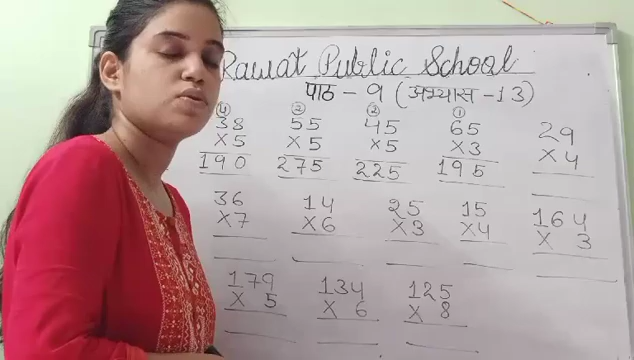 Rawat Public School
पाठ - 9 (अभ्यास - 13)
④ ② ② ①
38 55 45 65 29
×5 ×5 ×5 ×3 ×4
190 275 225 195
36 14 25 15 164
×7 ×6 ×3 ×4 × 3
179 134 125
× 5 × 6 × 8